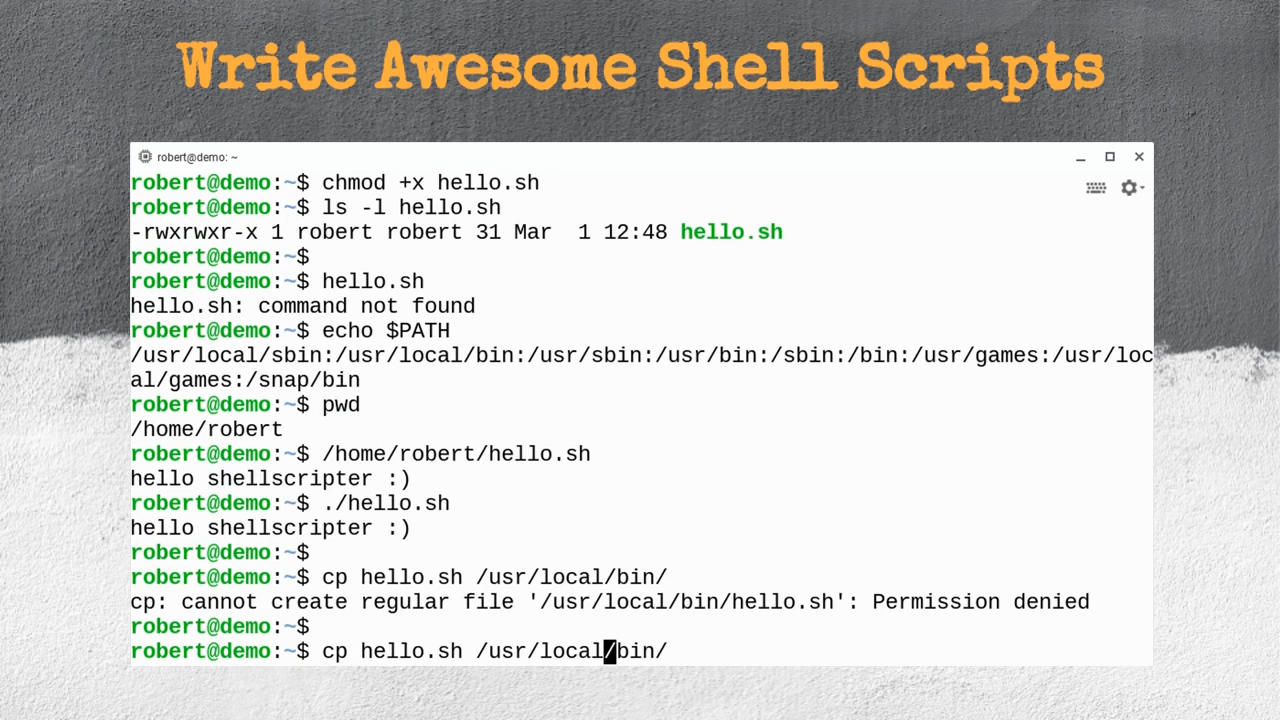 Write Awesome Shell Scripts
robert@demo: ~
robert@demo:~$ chmod +x hello.sh
robert@demo:~$ ls -l hello.sh
-rwxrwxr-x 1 robert robert 31 Mar  1 12:48 hello.sh
robert@demo:~$
robert@demo:~$ hello.sh
hello.sh: command not found
robert@demo:~$ echo $PATH
/usr/local/sbin:/usr/local/bin:/usr/sbin:/usr/bin:/sbin:/bin:/usr/games:/usr/loc
al/games:/snap/bin
robert@demo:~$ pwd
/home/robert
robert@demo:~$ /home/robert/hello.sh
hello shellscripter :)
robert@demo:~$ ./hello.sh
hello shellscripter :)
robert@demo:~$
robert@demo:~$ cp hello.sh /usr/local/bin/
cp: cannot create regular file '/usr/local/bin/hello.sh': Permission denied
robert@demo:~$
robert@demo:~$ cp hello.sh /usr/local/bin/